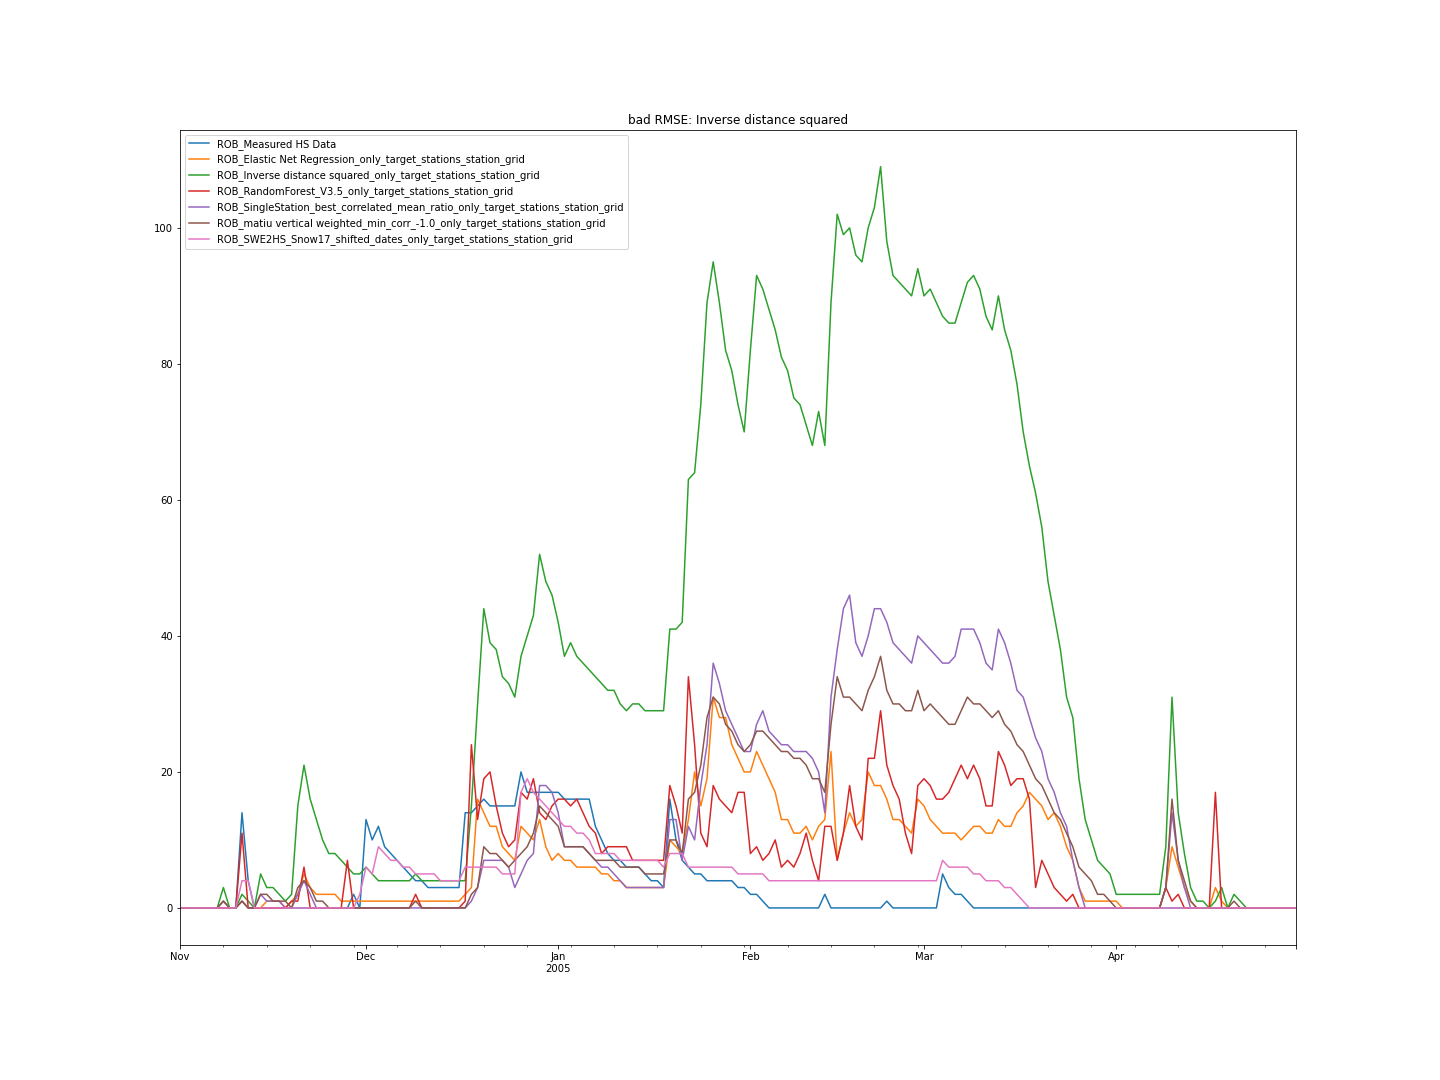 bad RMSE: Inverse distance squared
ROB_Measured HS Data
ROB_Elastic Net Regression_only_target_stations_station_grid
ROB_Inverse distance squared_only_target_stations_station_grid
ROB_RandomForest_V3.5_only_target_stations_station_grid
ROB_SingleStation_best_correlated_mean_ratio_only_target_stations_station_grid
ROB_matiu vertical weighted_min_corr_-1.0_only_target_stations_station_grid
ROB_SWE2HS_Snow17_shifted_dates_only_target_stations_station_grid
100
80
60
40
20
0
Nov Dec Jan Feb Mar Apr
2005